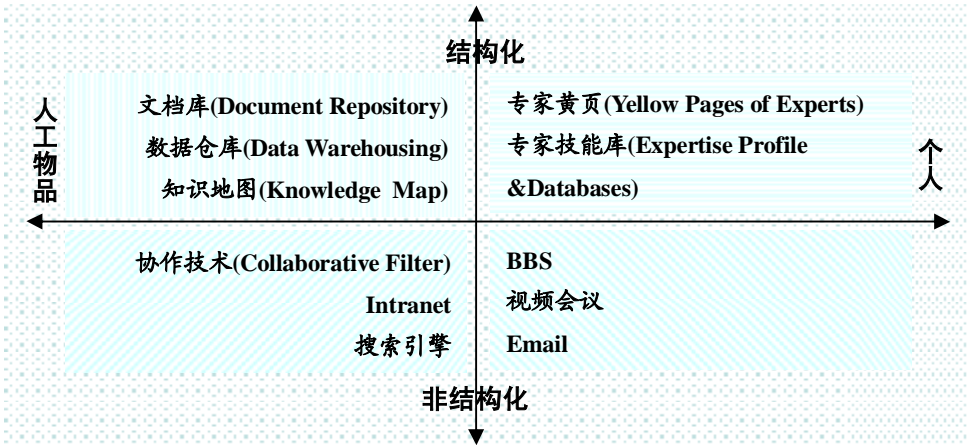 结构化
人工物品
文档库(Document Repository)
数据仓库(Data Warehousing)
知识地图(Knowledge Map)
专家黄页(Yellow Pages of Experts)
专家技能库(Expertise Profile
&Databases)
个人
协作技术(Collaborative Filter)
Intranet
搜索引擎
BBS
视频会议
Email
非结构化